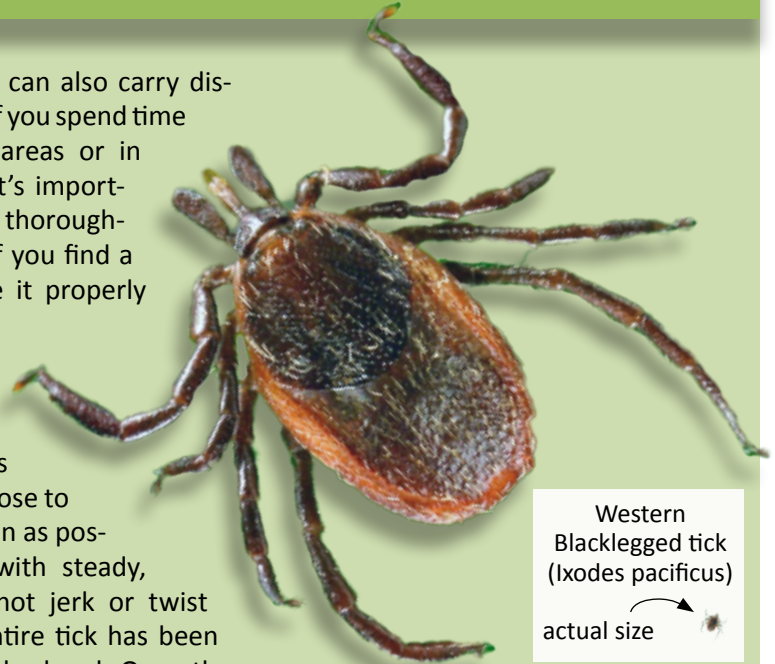 can also carry dis-
you spend time
areas or in
t's import-
thorough-
you find a
it properly
ose to
as pos-
with steady,
not jerk or twist
tire tick has been
Western
Blacklegged tick
(Ixodes pacificus)
actual size